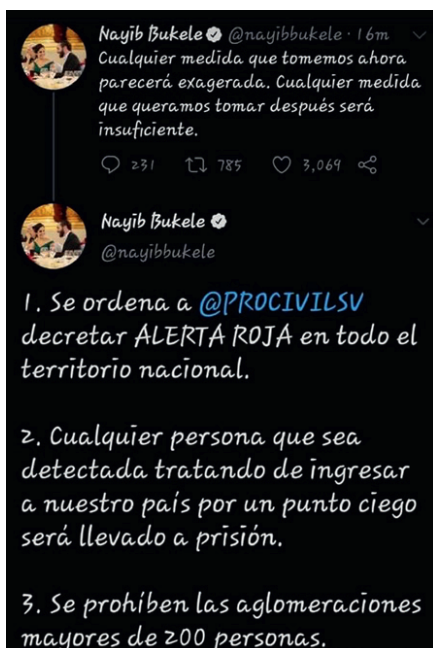 Nayib Bukele @nayibbukele · 16m
Cualquier medida que tomemos ahora
parecerá exagerada. Cualquier medida
que queramos tomar después será
insuficiente.
231 785 3,069
Nayib Bukele
@nayibbukele
1. Se ordena a @PROCIVILSV
decretar ALERTA ROJA en todo el
territorio nacional.
2. Cualquier persona que sea
detectada tratando de ingresar
a nuestro país por un punto ciego
será llevado a prisión.
3. Se prohíben las aglomeraciones
mayores de 200 personas.